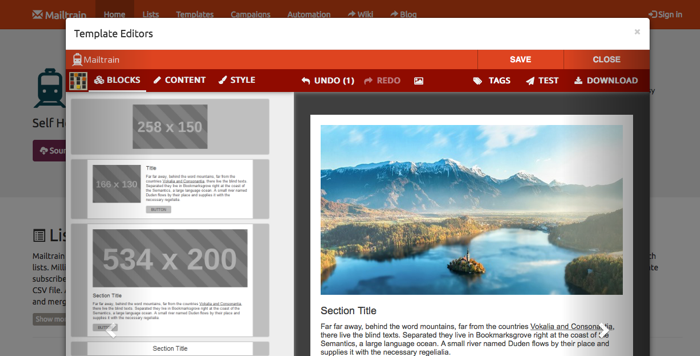 Mailtrain Home Lists Templates Campaigns Automation Wiki Blog Sign In
Template Editors ×
Mailtrain SAVE CLOSE
BLOCKS CONTENT STYLE UNDO (1) REDO TAGS TEST DOWNLOAD
258 x 150
166 x 130
Title
Far far away, behind the word mountains, far from the
countries Vokalia and Consonantia, there live the blind texts.
Separated they live in Bookmarksgrove right at the coast of
the Semantics, a large language ocean. A small river named
Duden flows by their place and supplies it with the
necessary regelialia.
BUTTON
534 x 200
Section Title
Far far away, behind the word mountains, far from the countries Vokalia and Consonantia, there
live the blind texts. Separated they live in Bookmarksgrove right at the coast of the
Semantics, a large language ocean. A small river named Duden flows by their place and
supplies it with the necessary regelialia.
BUTTON
Section Title
Section Title
Far far away, behind the word mountains, far from the countries Vokalia and Consonantia,
there live the blind texts. Separated they live in Bookmarksgrove right at the coast of the
Semantics, a large language ocean. A small river named Duden flows by their place and
supplies it with the necessary regelialia.
Self
Sour
Lis
Mailtrain
lists. Milli
subscribe
CSV file.
and merg
Show more